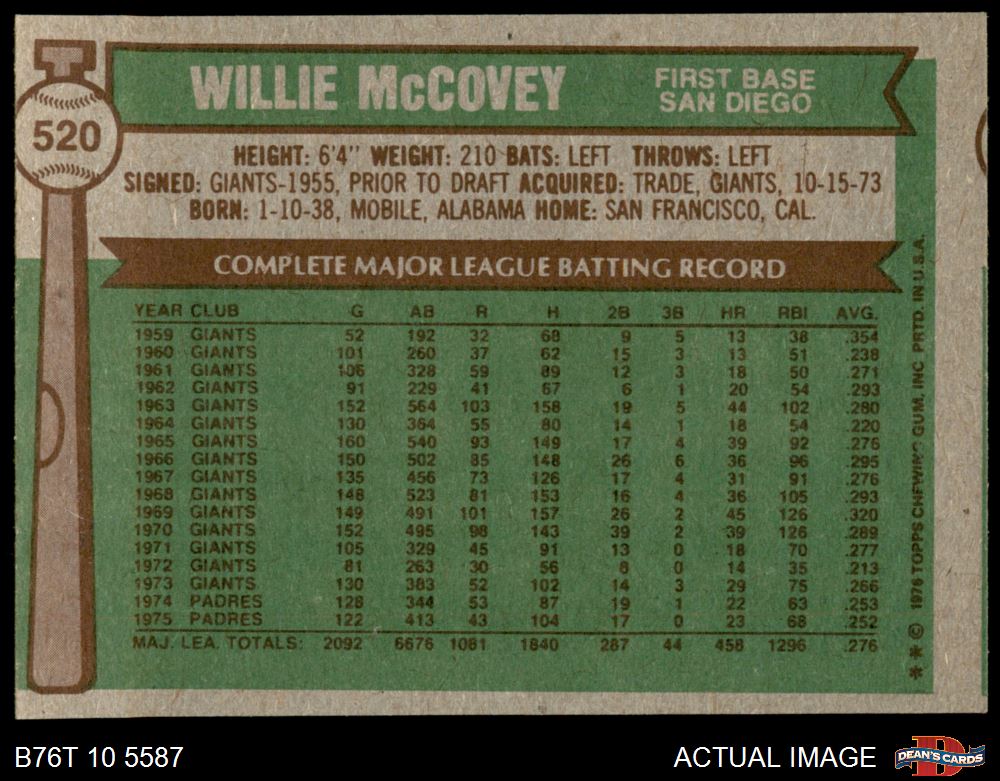 T
520
WILLIE McCOVEY
FIRST BASE
SAN DIEGO
HEIGHT: 6'4" WEIGHT: 210 BATS: LEFT THROWS: LEFT
SIGNED: GIANTS-1955, PRIOR TO DRAFT ACQUIRED: TRADE, GIANTS, 10-15-73
BORN: 1-10-38, MOBILE, ALABAMA HOME: SAN FRANCISCO, CAL.
COMPLETE MAJOR LEAGUE BATTING RECORD
YEAR CLUB G AB R H 2B 3B HR RBI AVG.
1959 GIANTS 52 192 32 68 9 5 13 38 .354
1960 GIANTS 101 260 37 62 15 3 13 51 .238
1961 GIANTS 106 328 59 89 12 3 18 50 .271
1962 GIANTS 91 229 41 67 6 1 20 54 .293
1963 GIANTS 152 564 103 158 19 5 44 102 .280
1964 GIANTS 130 364 55 80 14 1 18 54 .220
1965 GIANTS 160 540 93 149 17 4 39 92 .276
1966 GIANTS 150 502 85 148 26 6 36 96 .295
1967 GIANTS 135 456 73 126 17 4 31 91 .276
1968 GIANTS 148 523 81 153 16 4 36 105 .293
1969 GIANTS 149 491 101 157 26 2 45 126 .320
1970 GIANTS 152 495 98 143 39 2 39 126 .289
1971 GIANTS 105 329 45 91 13 0 18 70 .277
1972 GIANTS 81 263 30 56 8 0 14 35 .213
1973 GIANTS 130 383 52 102 14 3 29 75 .266
1974 PADRES 128 344 53 87 19 1 22 63 .253
1975 PADRES 122 413 43 104 17 0 23 68 .252
MAJ. LEA. TOTALS: 2092 6676 1081 1840 287 44 458 1296 .276
** © 1976 TOPPS CHEWING GUM, INC PRTD. IN U.S.A.
B76T 10 5587
ACTUAL IMAGE
D
DEAN'S CARDS